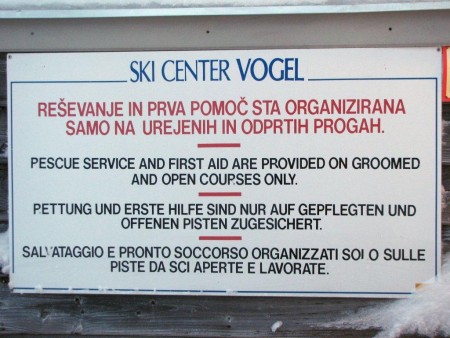 SKI CENTER VOGEL
REŠEVANJE IN PRVA POMOČ STA ORGANIZIRANA
SAMO NA UREJENIH IN ODPRTIH PROGAH.
PESCUE SERVICE AND FIRST AID ARE PROVIDED ON GROOMED
AND OPEN COUPSES ONLY.
PETTUNG UND ERSTE HILFE SIND NUR AUF GEPFLEGTEN UND
OFFENEN PISTEN ZUGESICHERT.
SALVATAGGIO E PRONTO SOCCORSO ORGANIZZATI SOLO SULLE
PISTE DA SCI APERTE E LAVORATE.